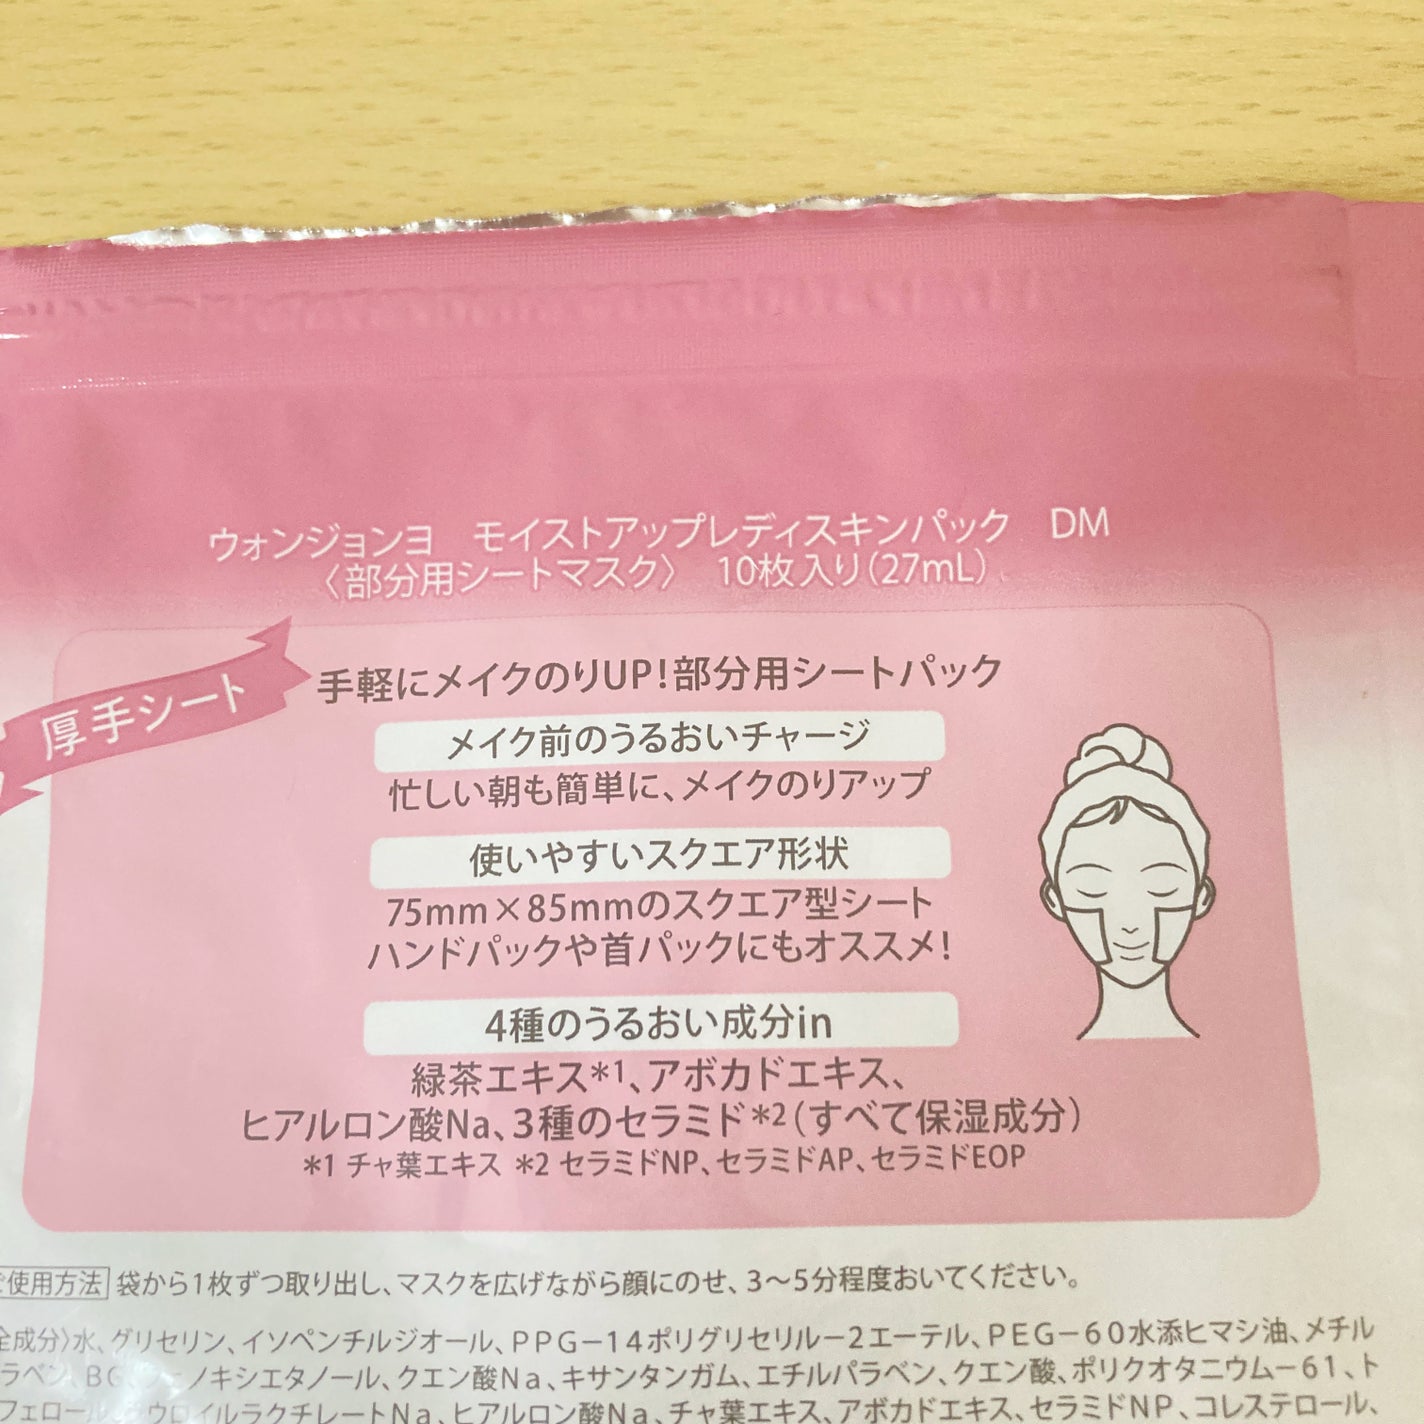 ウォンジョンヨ　モイストアップレディスキンパック　DM
〈部分用シートマスク〉　10枚入り(27mL)
厚手シート
手軽にメイクのりUP!部分用シートパック
メイク前のうるおいチャージ
忙しい朝も簡単に、メイクのりアップ
使いやすいスクエア形状
75mm×85mmのスクエア型シート
ハンドパックや首パックにもオススメ!
4種のうるおい成分in
緑茶エキス*1、アボカドエキス、
ヒアルロン酸Na、3種のセラミド*2(すべて保湿成分)
*1 チャ葉エキス *2 セラミドNP、セラミドAP、セラミドEOP
ご使用方法 袋から1枚ずつ取り出し、マスクを広げながら顔にのせ、3〜5分程度おいてください。
全成分〉水、グリセリン、イソペンチルジオール、PPG−14ポリグリセリル−2エーテル、PEG−60水添ヒマシ油、メチル
ラベン、BG、フェノキシエタノール、クエン酸Na、キサンタンガム、エチルパラベン、クエン酸、ポリクオタニウム−61、ト
フェロール、ラウロイルラクチレートNa、ヒアルロン酸Na、チャ葉エキス、アボカドエキス、セラミドNP、コレステロール、